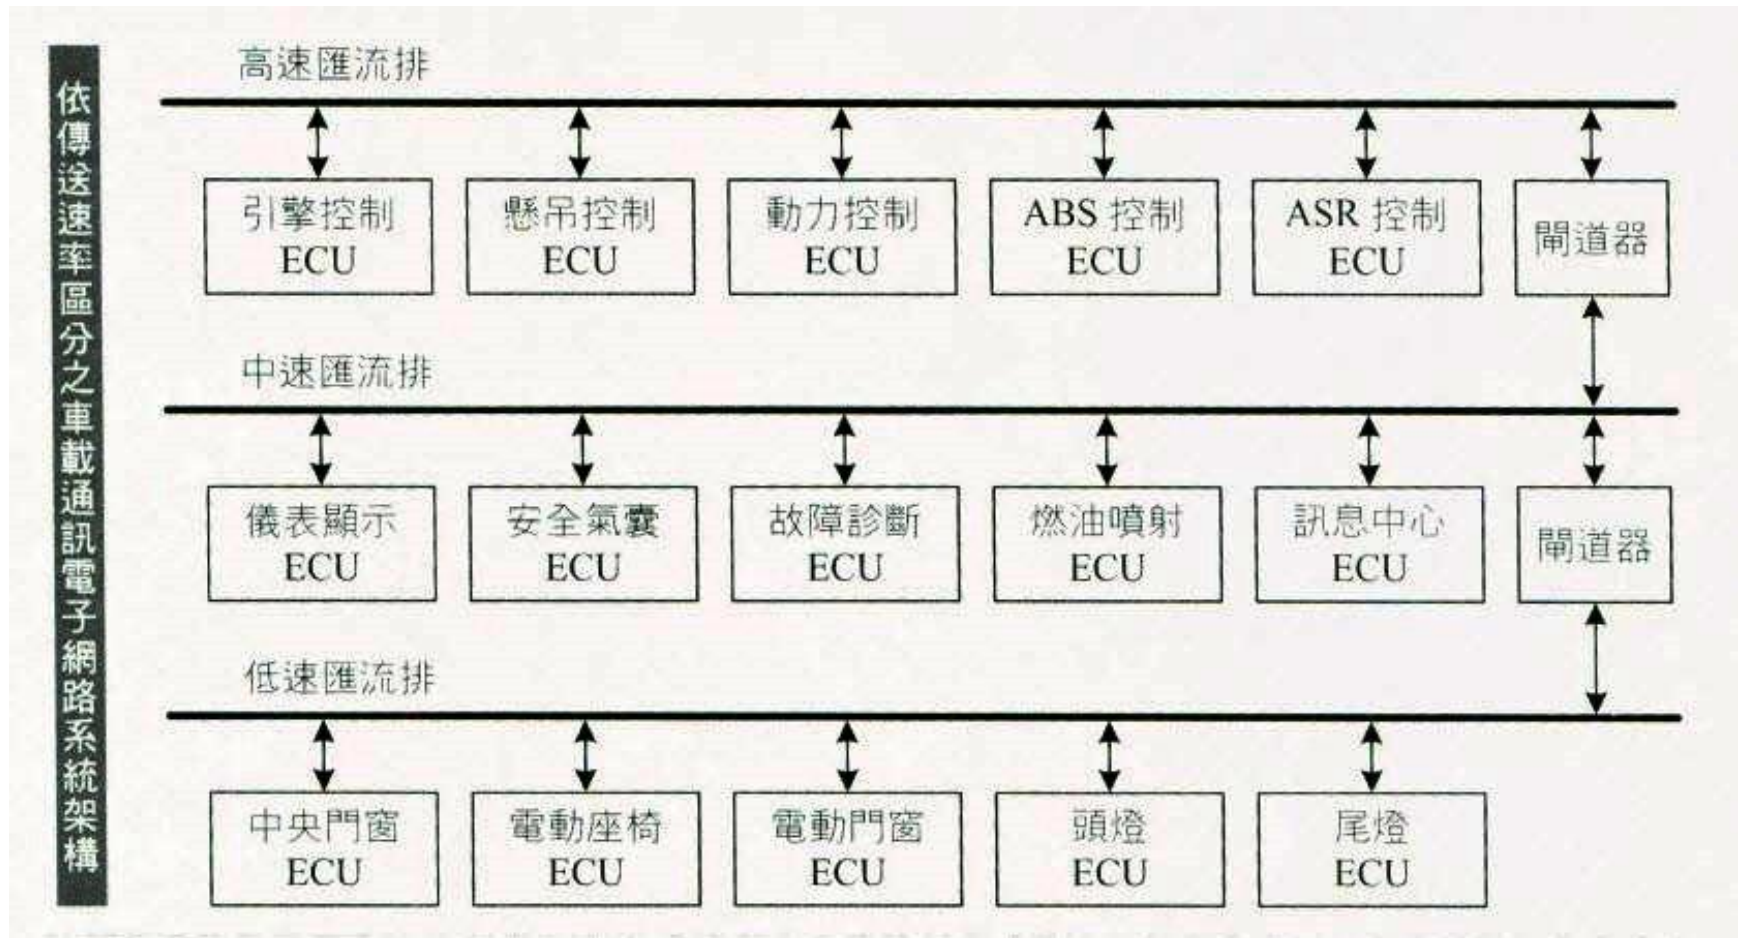 依傳送速率區分之車載通訊電子網路系統架構
高速匯流排
引擎控制
ECU
懸吊控制
ECU
動力控制
ECU
ABS 控制
ECU
ASR 控制
ECU
閘道器
中速匯流排
儀表顯示
ECU
安全氣囊
ECU
故障診斷
ECU
燃油噴射
ECU
訊息中心
ECU
閘道器
低速匯流排
中央門窗
ECU
電動座椅
ECU
電動門窗
ECU
頭燈
ECU
尾燈
ECU